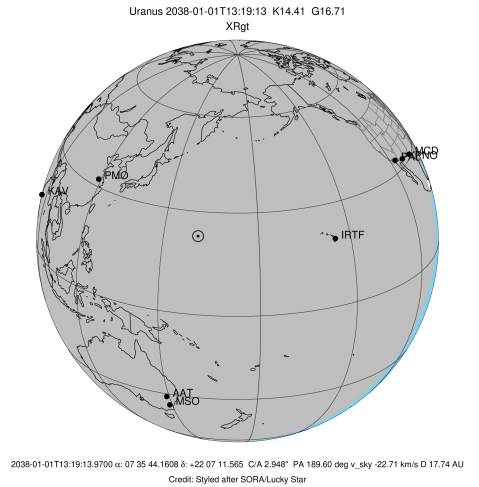 Uranus 2038-01-01T13:19:13 K14.41 G16.71
XRgt
MCD
PMO
KAV
IRTF
AAT
MSO
2038-01-01T13:19:13.9700 α: 07 35 44.1608 δ: +22 07 11.565 C/A 2.948" PA 189.60 deg v_sky -22.71 km/s D 17.74 AU
Credit: Styled after SORA/Lucky Star